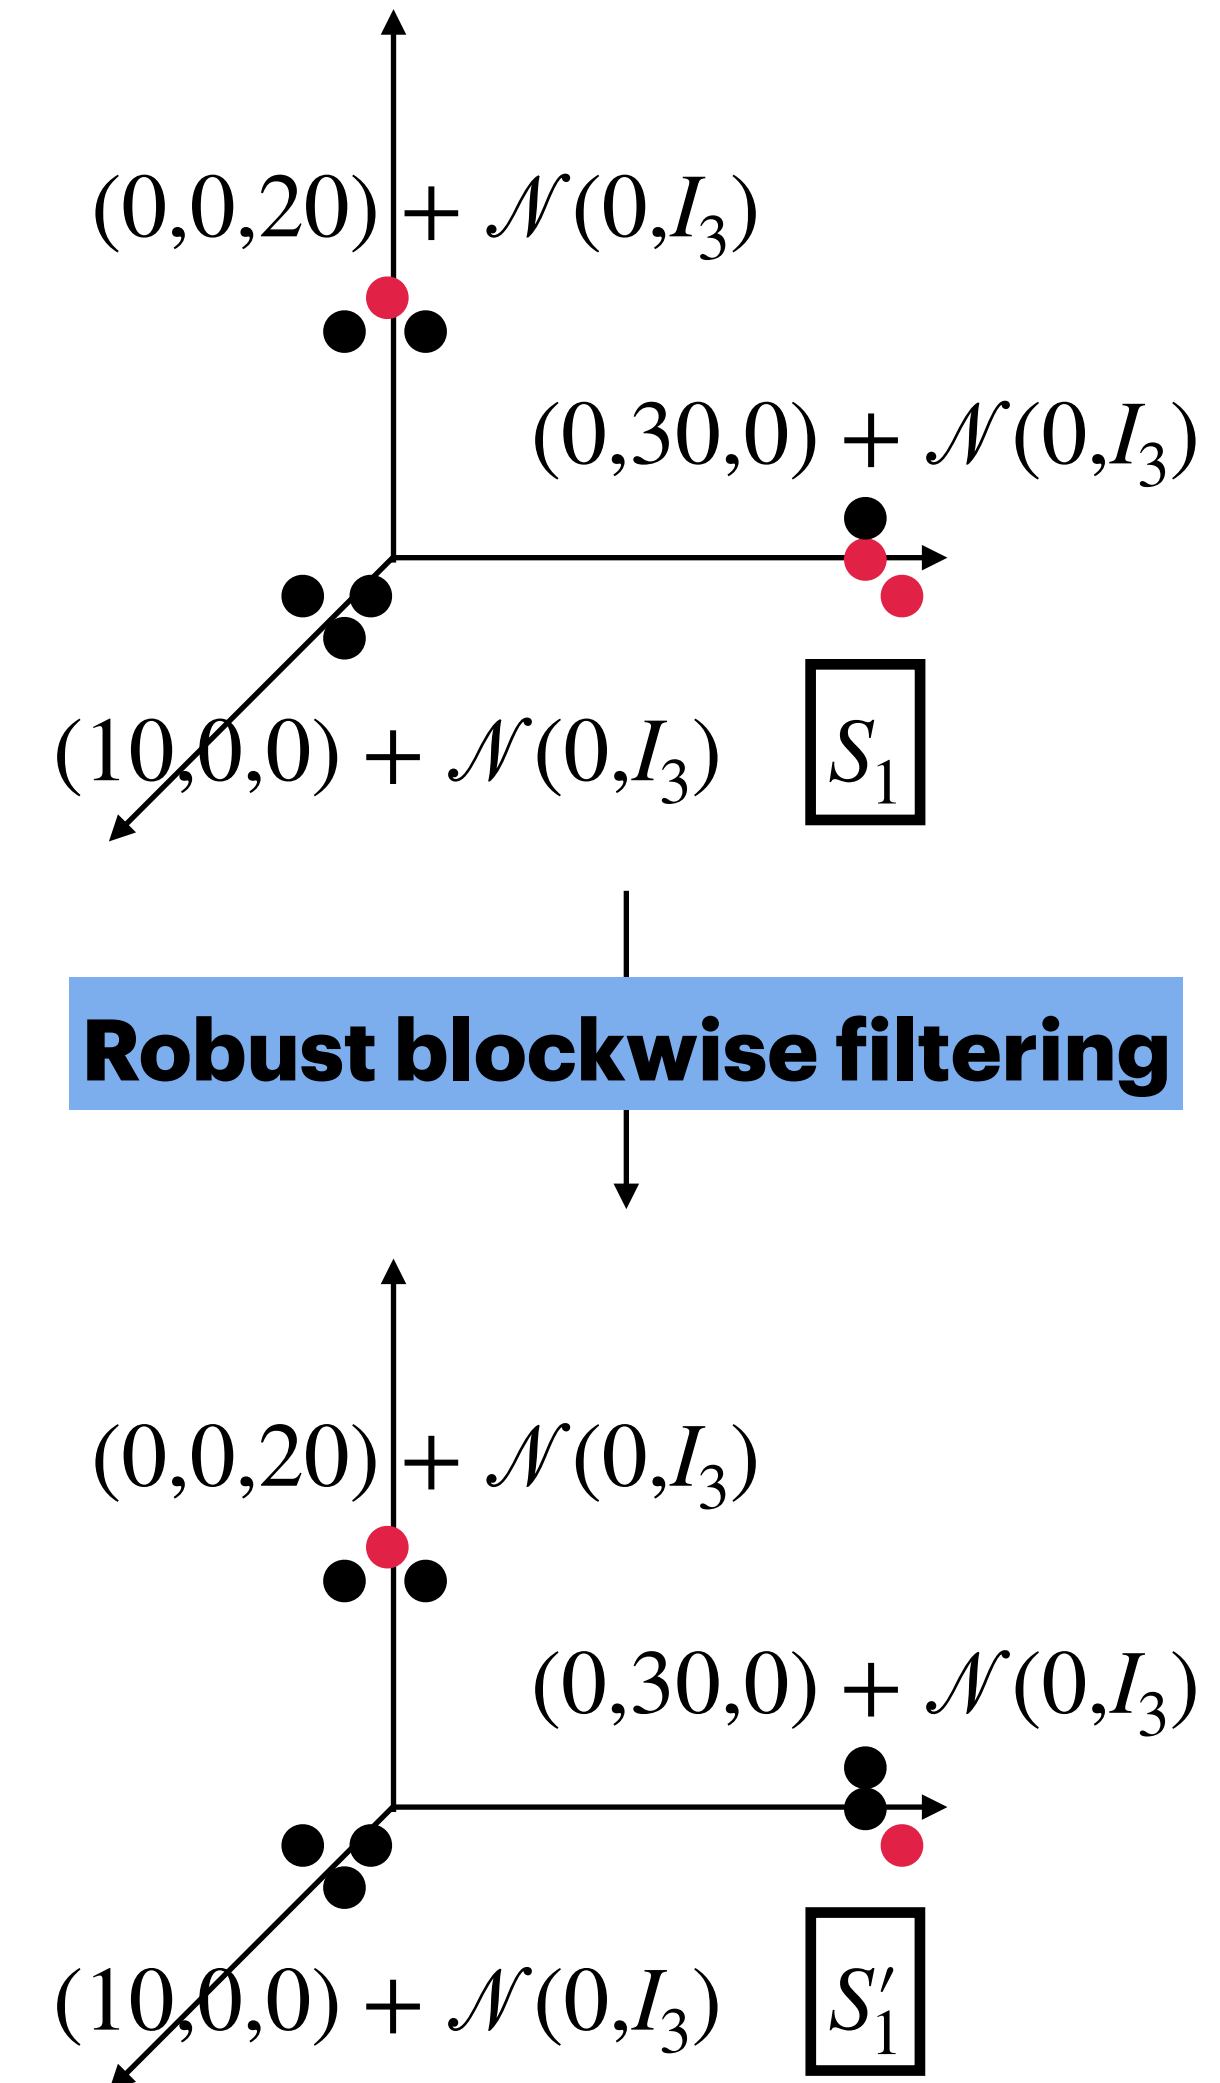 (0,0,20) + 𝒩(0,I₃)
(0,30,0) + 𝒩(0,I₃)
(10,0,0) + 𝒩(0,I₃)
S₁
Robust blockwise filtering
(0,0,20) + 𝒩(0,I₃)
(0,30,0) + 𝒩(0,I₃)
(10,0,0) + 𝒩(0,I₃)
S′₁